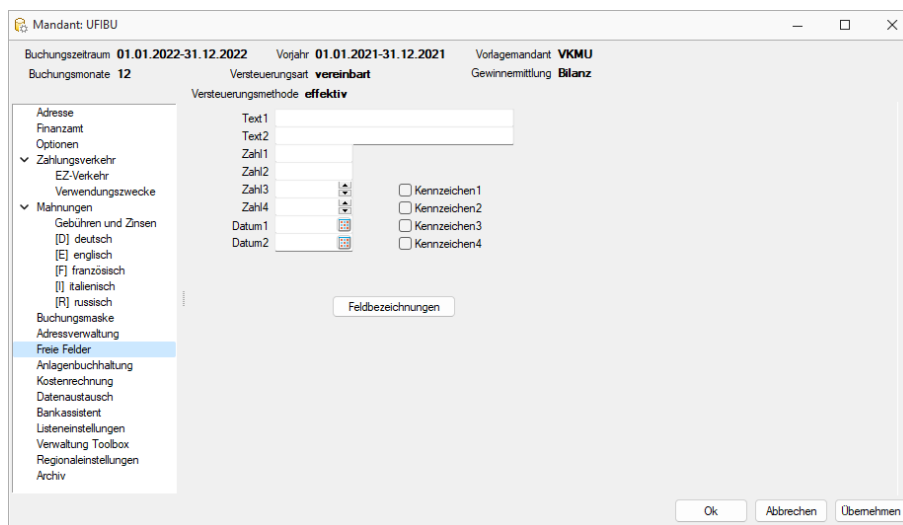 Mandant: UFIBU
Buchungszeitraum 01.01.2022-31.12.2022 Vorjahr 01.01.2021-31.12.2021 Vorlagemandant VKMU
Buchungsmonate 12 Versteuerungsart vereinbart Gewinnermittlung Bilanz
Versteuerungsmethode effektiv
Adresse
Finanzamt
Optionen
Zahlungsverkehr
EZ-Verkehr
Verwendungszwecke
Mahnungen
Gebühren und Zinsen
[D] deutsch
[E] englisch
[F] französisch
[I] italienisch
[R] russisch
Buchungsmaske
Adressverwaltung
Freie Felder
Anlagenbuchhaltung
Kostenrechnung
Datenaustausch
Bankassistent
Listeneinstellungen
Verwaltung Toolbox
Regionaleinstellungen
Archiv
Text1
Text2
Zahl1
Zahl2
Zahl3 Kennzeichen1
Zahl4 Kennzeichen2
Datum1 Kennzeichen3
Datum2 Kennzeichen4
Feldbezeichnungen
Ok Abbrechen Übernehmen